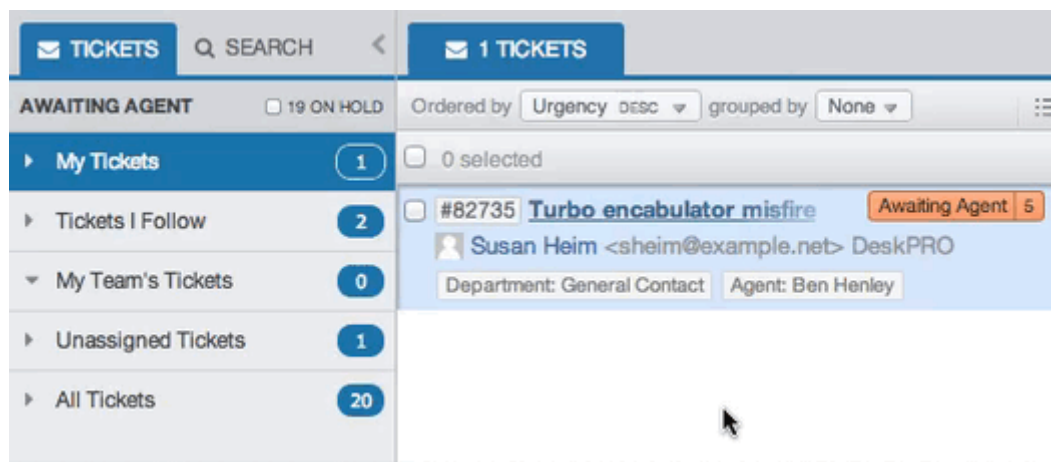 TICKETS
SEARCH
AWAITING AGENT
19 ON HOLD
My Tickets
1
Tickets I Follow
2
My Team's Tickets
0
Unassigned Tickets
1
All Tickets
20
1 TICKETS
Ordered by Urgency DESC grouped by None
0 selected
#82735 Turbo encabulator misfire Awaiting Agent 5
Susan Heim <sheim@example.net> DeskPRO
Department: General Contact Agent: Ben Henley